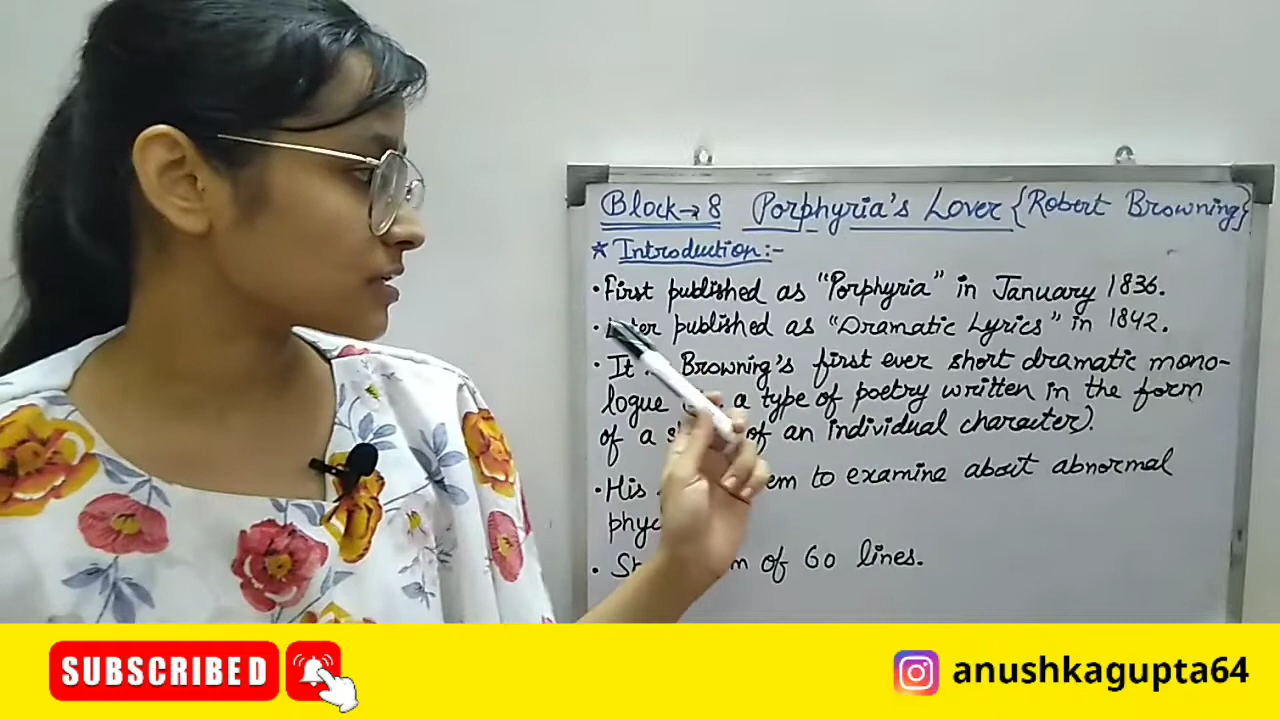 Block→8 Porphyria's Lover {Robert Browning}
★ Introduction:-
• First published as "Porphyria" in January 1836.
• published as "Dramatic Lyrics" in 1842.
• It Browning's first ever short dramatic mono-
logue a type of poetry written in the form
of a of an individual character).
• His to examine about abnormal
• of 60 lines.
SUBSCRIBED
anushkagupta64